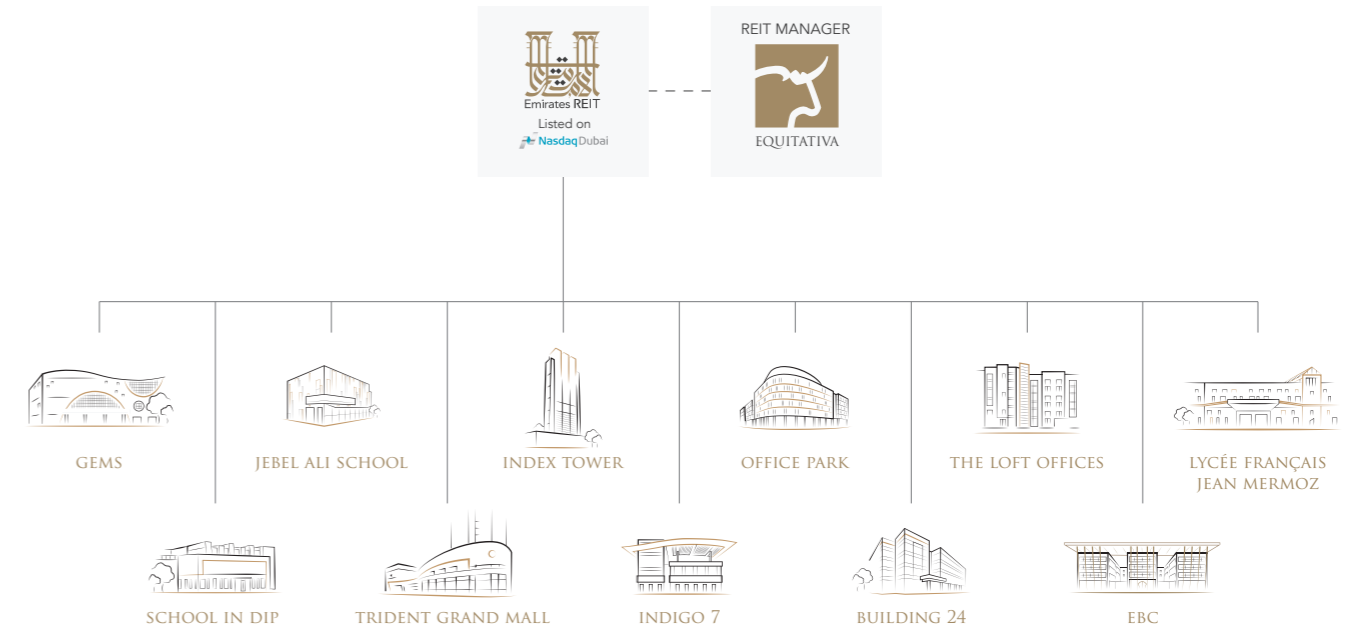 Emirates REIT
Listed on
Nasdaq Dubai
REIT MANAGER
EQUITATIVA
GEMS
JEBEL ALI SCHOOL
INDEX TOWER
OFFICE PARK
THE LOFT OFFICES
LYCÉE FRANÇAIS
JEAN MERMOZ
SCHOOL IN DIP
TRIDENT GRAND MALL
INDIGO 7
BUILDING 24
EBC